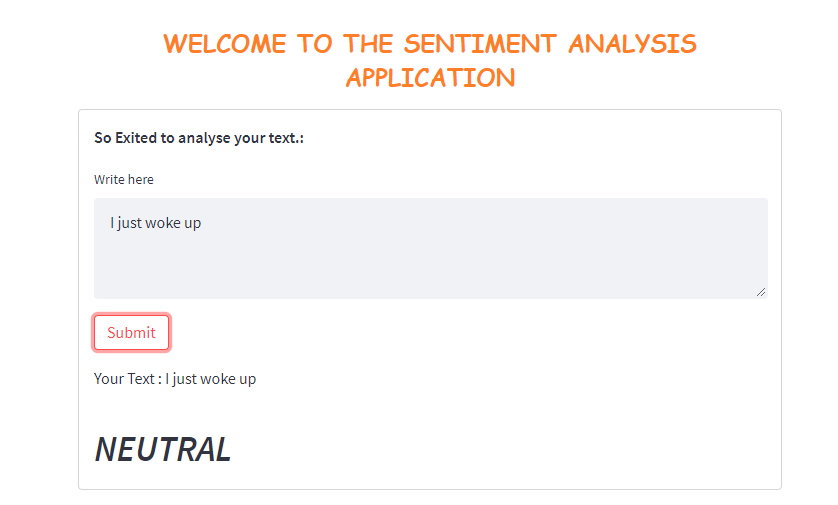 WELCOME TO THE SENTIMENT ANALYSIS
APPLICATION
So Exited to analyse your text.:
Write here
I just woke up
Submit
Your Text : I just woke up
NEUTRAL